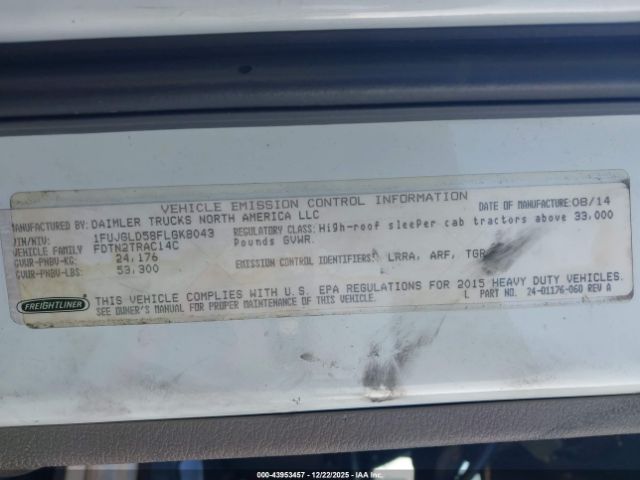 VEHICLE EMISSION CONTROL INFORMATION DATE OF MANUFACTURE: 08/14
MANUFACTURED BY: DAIMLER TRUCKS NORTH AMERICA LLC
VIN/NIV: 1FUJGLD58FLGK8043 REGULATORY CLASS: High-roof sleePer cab tractors above 33,000
VEHICLE FAMILY FDTN2TRAC14C Pounds GVWR.
GVWR-PNBV-KG: 24,176 EMISSION CONTROL IDENTIFIERS: LRRA, ARF, TGR
GVWR-PNBV-LBS: 53,300
FREIGHTLINER
THIS VEHICLE COMPLIES WITH U.S. EPA REGULATIONS FOR 2015 HEAVY DUTY VEHICLES.
SEE OWNER'S MANUAL FOR PROPER MAINTENANCE OF THIS VEHICLE. L PART NO. 24-01176-060 REV A
000-43953457 - 12/22/2025 - IAAI.COM